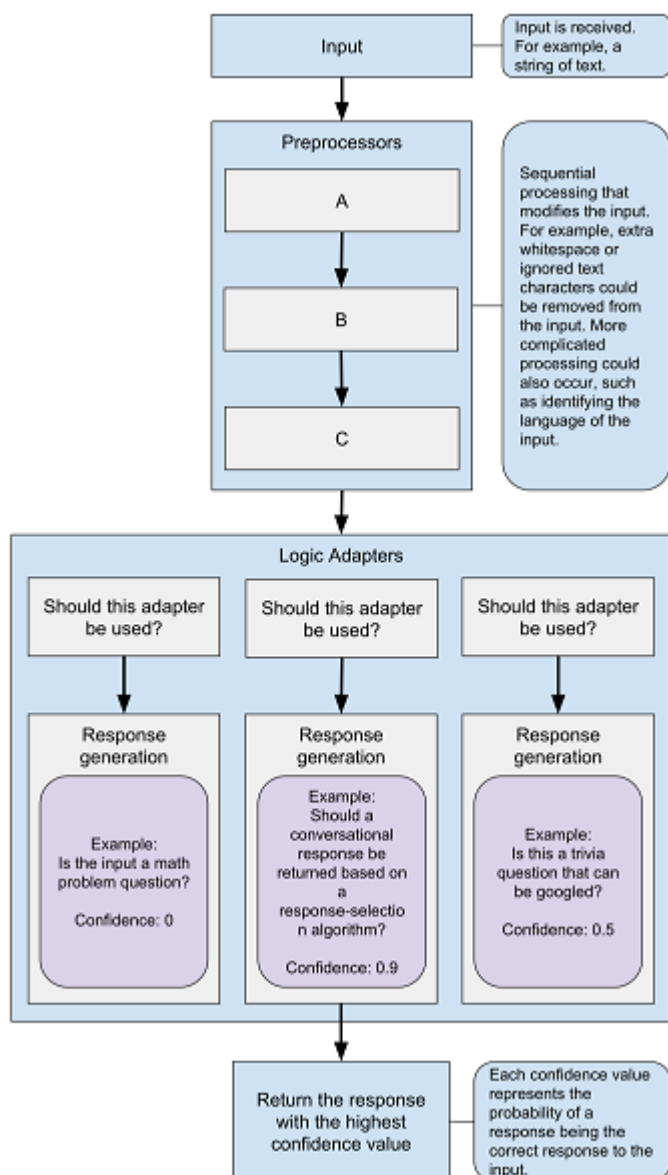 Input
Input is received.
For example, a
string of text.
Preprocessors
A
B
C
Sequential
processing that
modifies the input.
For example, extra
whitespace or
ignored text
characters could
be removed from
the input. More
complicated
processing could
also occur, such
as identifying the
language of the
input.
Logic Adapters
Should this adapter
be used?
Should this adapter
be used?
Should this adapter
be used?
Response
generation
Example:
Is the input a math
problem question?
Confidence: 0
Response
generation
Example:
Should a
conversational
response be
returned based on
a
response-selectio
n algorithm?
Confidence: 0.9
Response
generation
Example:
Is this a trivia
question that can
be googled?
Confidence: 0.5
Return the response
with the highest
confidence value
Each confidence value
represents the
probability of a
response being the
correct response to the
input.